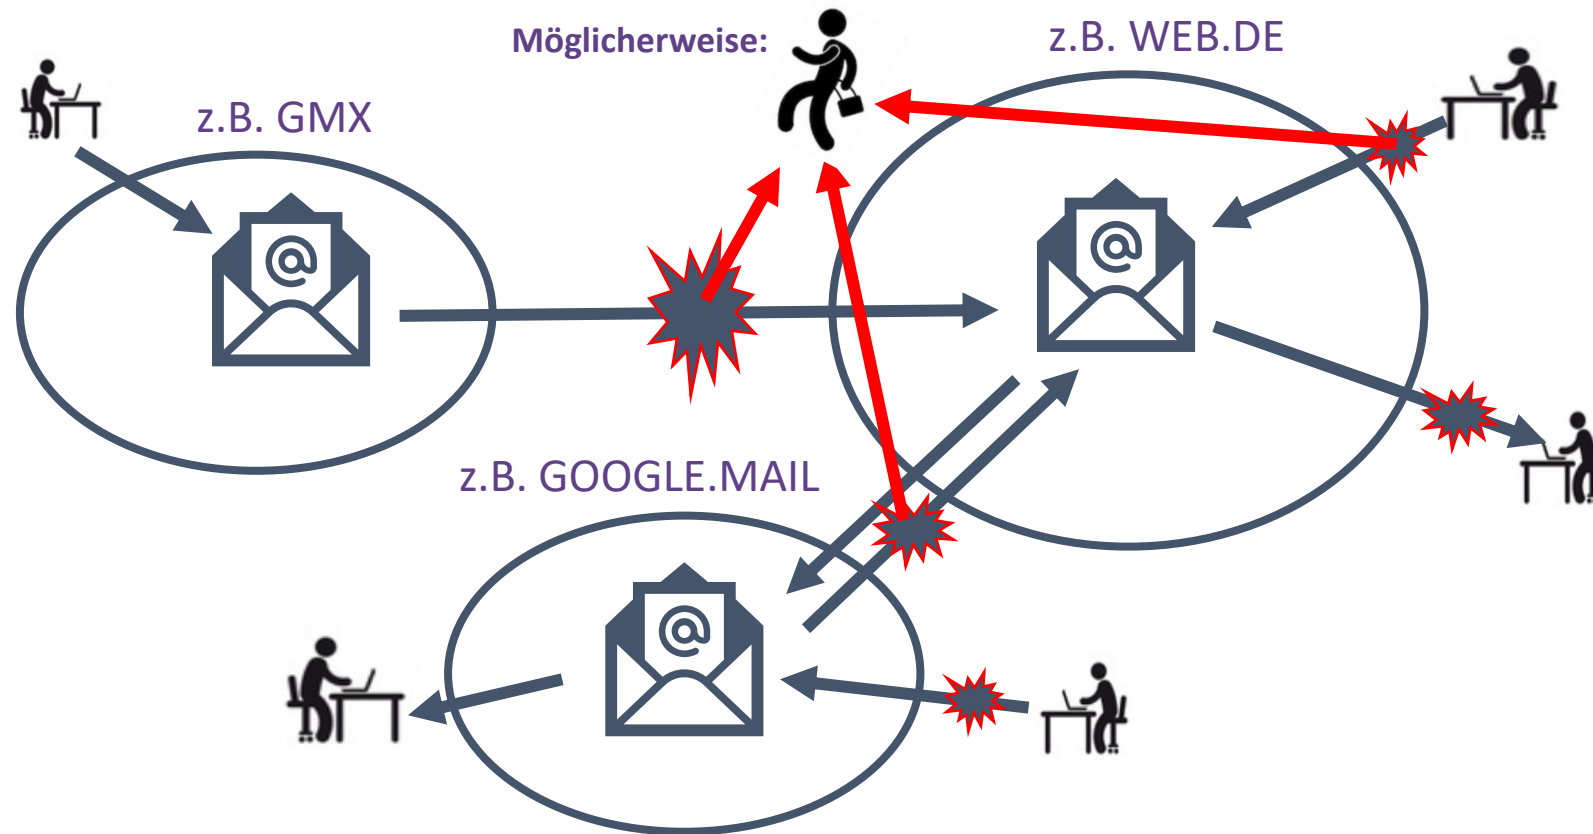 Möglicherweise:
z.B. WEB.DE
z.B. GMX
@
@
z.B. GOOGLE.MAIL
@